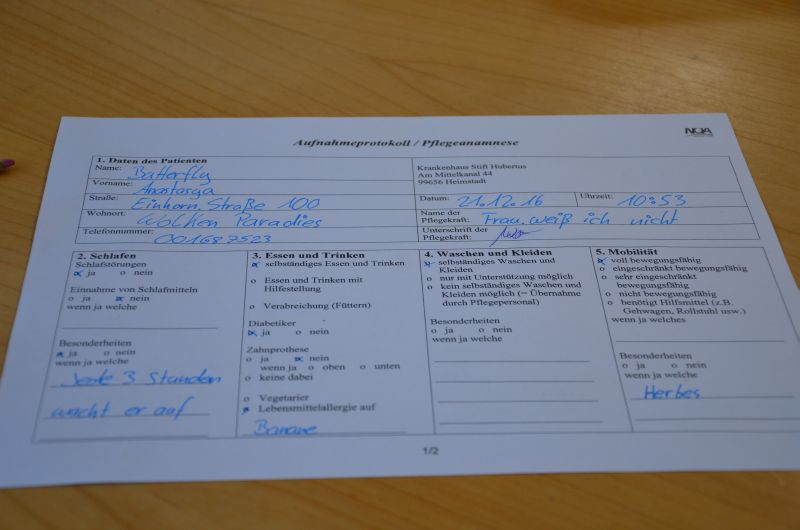 NQA
Aufnahmeprotokoll / Pflegeanamnese
1. Daten des Patienten
Name: Batterfly
Vorname: Anastasya
Straße: Einhorn. Straße 100
Wohnort: Wolken Paradies
Telefonnummer: 001687523
Krankenhaus Stift Hubertus
Am Mittelkanal 44
99656 Heimstadt
Datum: 21.12.16 Uhrzeit: 10:53
Name der
Pflegekraft: Frau. weiß ich nicht
Unterschrift der
Pflegekraft:
2. Schlafen
Schlafstörungen
x ja o nein
Einnahme von Schlafmitteln
o ja x nein
Besonderheiten
x ja o nein
wenn ja welche
Jede 3 Stunden
wacht er auf
3. Essen und Trinken
x selbständiges Essen und Trinken
o Essen und Trinken mit
Hilfestellung
o Verabreichung (Füttern)
Diabetiker
x ja o nein
Zahnprothese
o ja x nein
wenn ja o oben o unten
o keine dabei
o Vegetarier
x Lebensmittelallergie auf
Banane
4. Waschen und Kleiden
x selbständiges Waschen und
Kleiden
o nur mit Unterstützung möglich
o kein selbständiges Waschen und
Kleiden möglich (= Übernahme
durch Pflegepersonal)
Besonderheiten
o ja o nein
wenn ja welche
5. Mobilität
x voll bewegungsfähig
o eingeschränkt bewegungsfähig
o sehr eingeschränkt
bewegungsfähig
o nicht bewegungsfähig
o benötigt Hilfsmittel (z.B.
Gehwagen, Rollstuhl usw.)
wenn ja welches
Besonderheiten
o ja o nein
wenn ja welche
Herbes
1/2